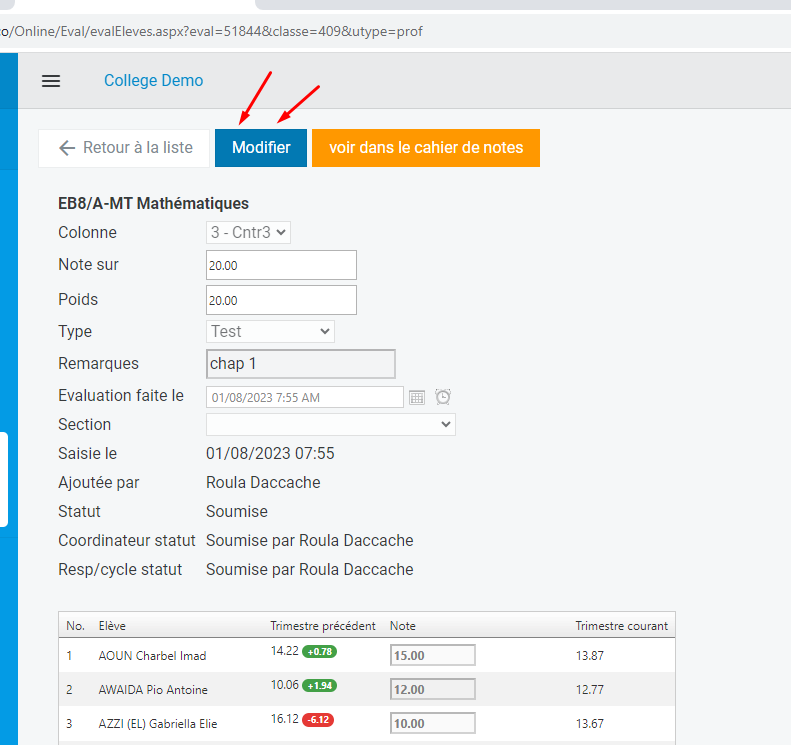 o/Online/Eval/evalEleves.aspx?eval=51844&classe=409&utype=prof
College Demo
Retour à la liste Modifier voir dans le cahier de notes
EB8/A-MT Mathématiques
Colonne 3 - Cntr3
Note sur 20.00
Poids 20.00
Type Test
Remarques chap 1
Evaluation faite le 01/08/2023 7:55 AM
Section
Saisie le 01/08/2023 07:55
Ajoutée par Roula Daccache
Statut Soumise
Coordinateur statut Soumise par Roula Daccache
Resp/cycle statut Soumise par Roula Daccache
No. Elève Trimestre précédent Note Trimestre courant
1 AOUN Charbel Imad 14.22 +0.78 15.00 13.87
2 AWAIDA Pio Antoine 10.06 +1.94 12.00 12.77
3 AZZI (EL) Gabriella Elie 16.12 -6.12 10.00 13.67